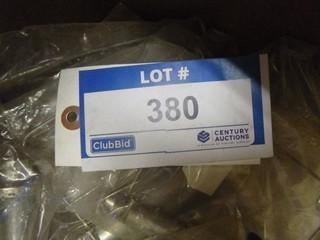 LOT #
380
ClubBid
CENTURY
AUCTIONS